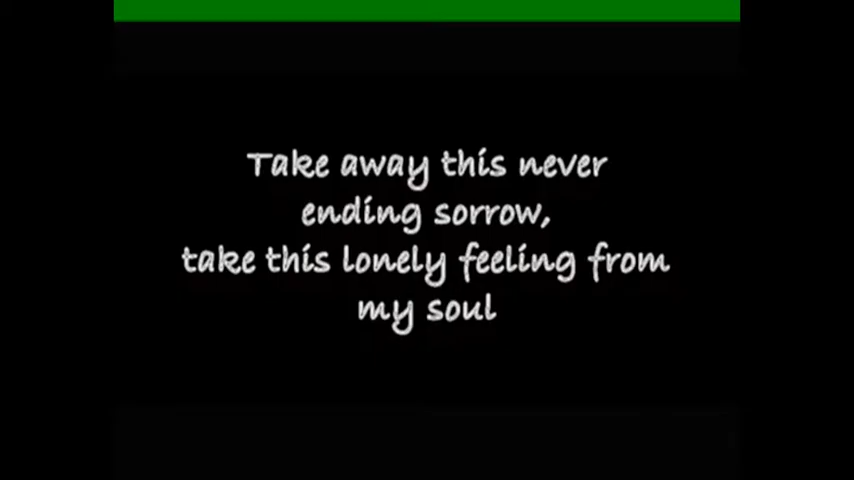 Take away this never
ending sorrow,
take this lonely feeling from
my soul